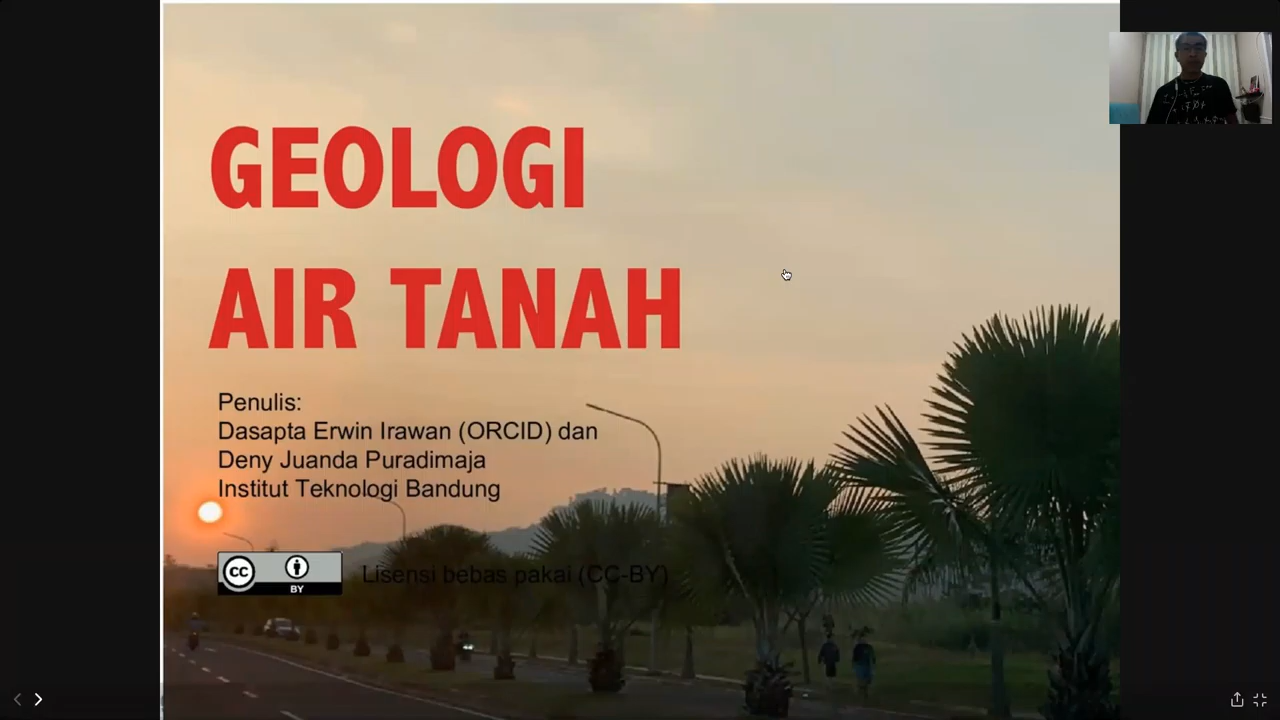 GEOLOGI
AIR TANAH
Penulis:
Dasapta Erwin Irawan (ORCID) dan
Deny Juanda Puradimaja
Institut Teknologi Bandung
CC
BY
Lisensi bebas pakai (CC-BY)